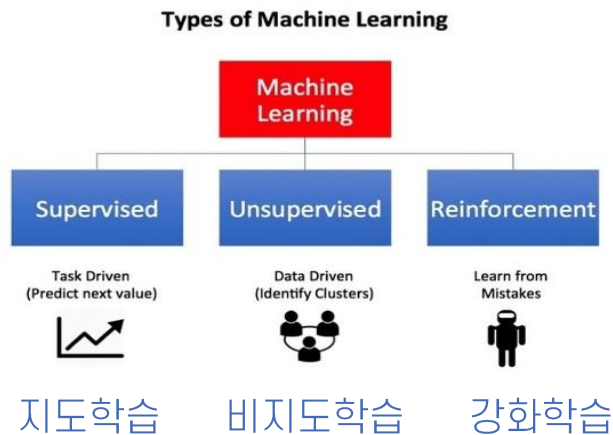 Types of Machine Learning
Machine
Learning
Supervised
Unsupervised
Reinforcement
Task Driven
(Predict next value)
Data Driven
(Identify Clusters)
Learn from
Mistakes
지도학습
비지도학습
강화학습